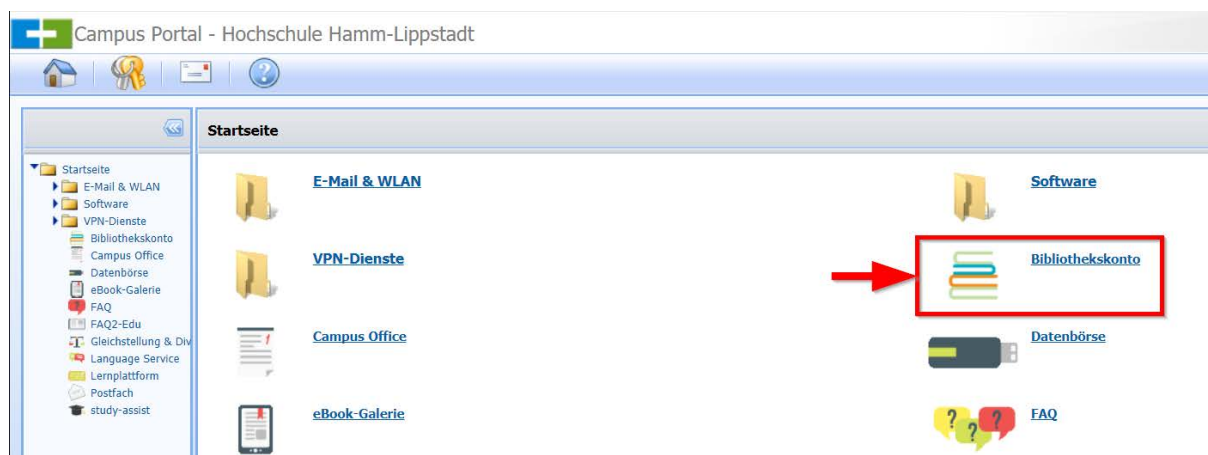 Campus Portal - Hochschule Hamm-Lippstadt
Startseite
Startseite
E-Mail & WLAN
Software
VPN-Dienste
Bibliothekskonto
Campus Office
Datenbörse
eBook-Galerie
FAQ
FAQ2-Edu
Gleichstellung & Div
Language Service
Lernplattform
Postfach
study-assist
E-Mail & WLAN
Software
VPN-Dienste
Bibliothekskonto
Campus Office
Datenbörse
eBook-Galerie
? ? ?
FAQ